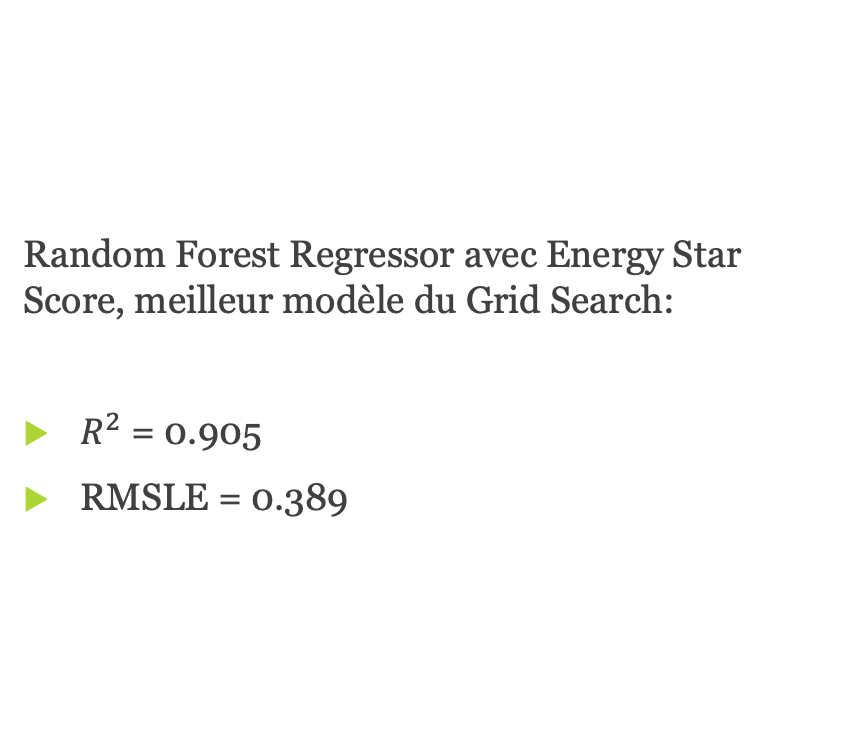 Random Forest Regressor avec Energy Star
Score, meilleur modèle du Grid Search:
R² = 0.905
RMSLE = 0.389